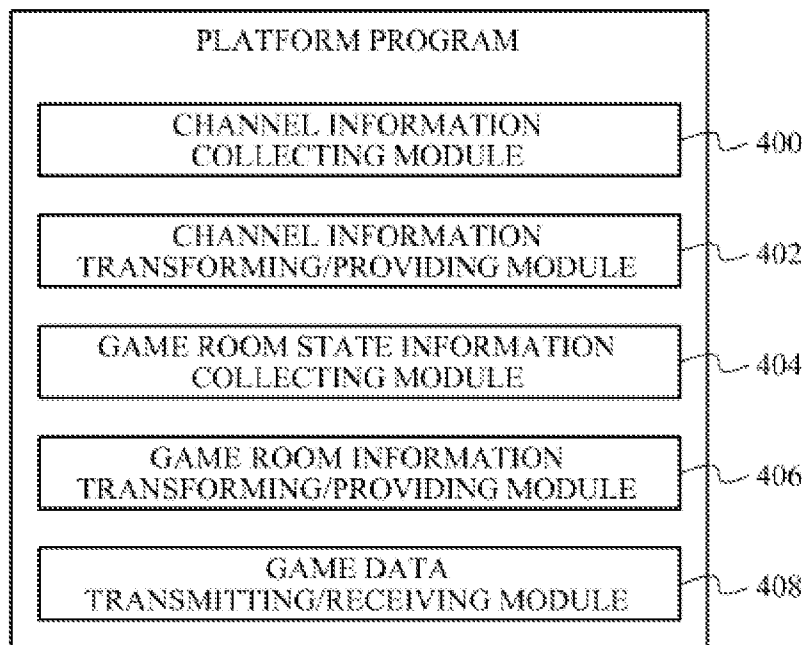 PLATFORM PROGRAM
CHANNEL INFORMATION
COLLECTING MODULE
400
CHANNEL INFORMATION
TRANSFORMING/PROVIDING MODULE
402
GAME ROOM STATE INFORMATION
COLLECTING MODULE
404
GAME ROOM INFORMATION
TRANSFORMING/PROVIDING MODULE
406
GAME DATA
TRANSMITTING/RECEIVING MODULE
408